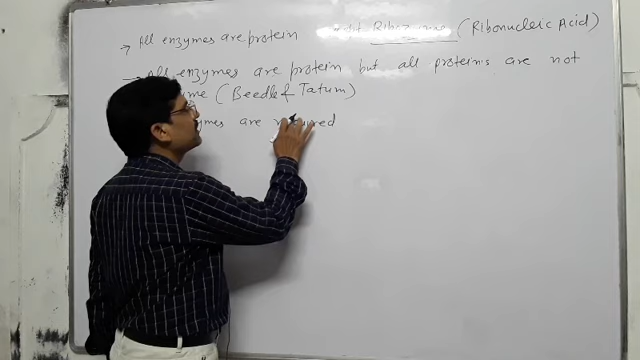 → All enzymes are protein Ribozyme (Ribonucleic Acid)
→ All enzymes are protein but all proteins are not
(Beedle & Tatum)
are